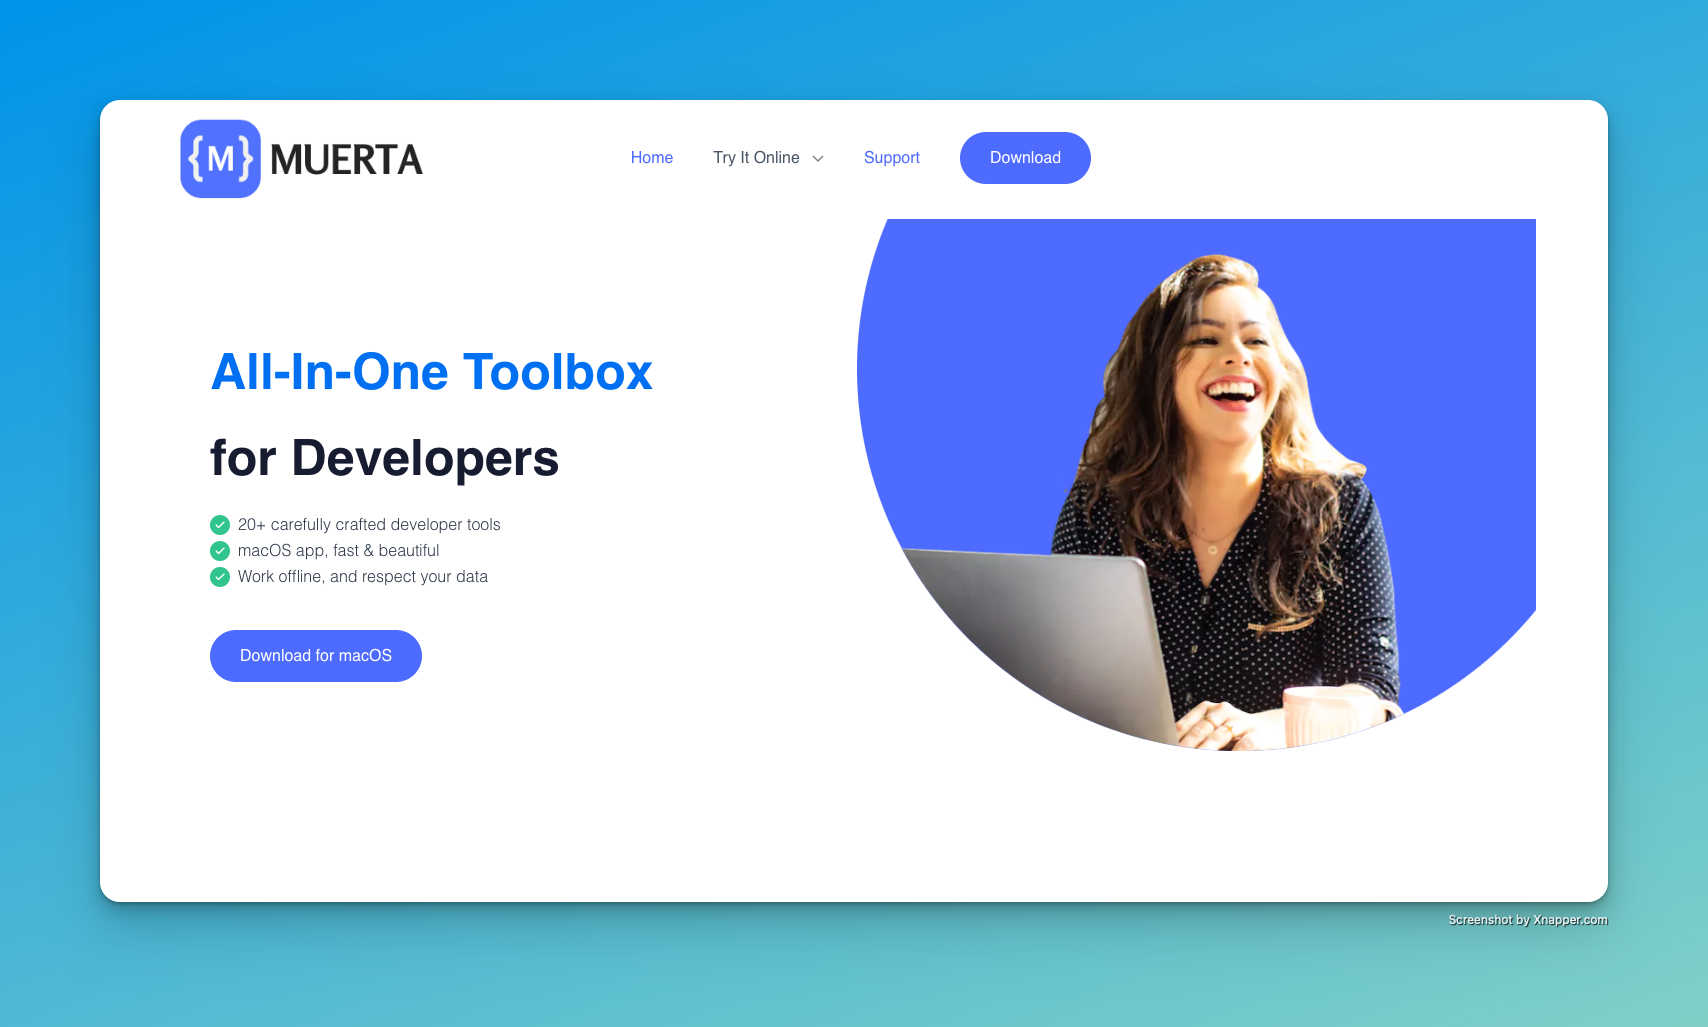 {M} MUERTA
Home Try It Online Support Download
All-In-One Toolbox
for Developers
20+ carefully crafted developer tools
macOS app, fast & beautiful
Work offline, and respect your data
Download for macOS
Screenshot by Xnapper.com